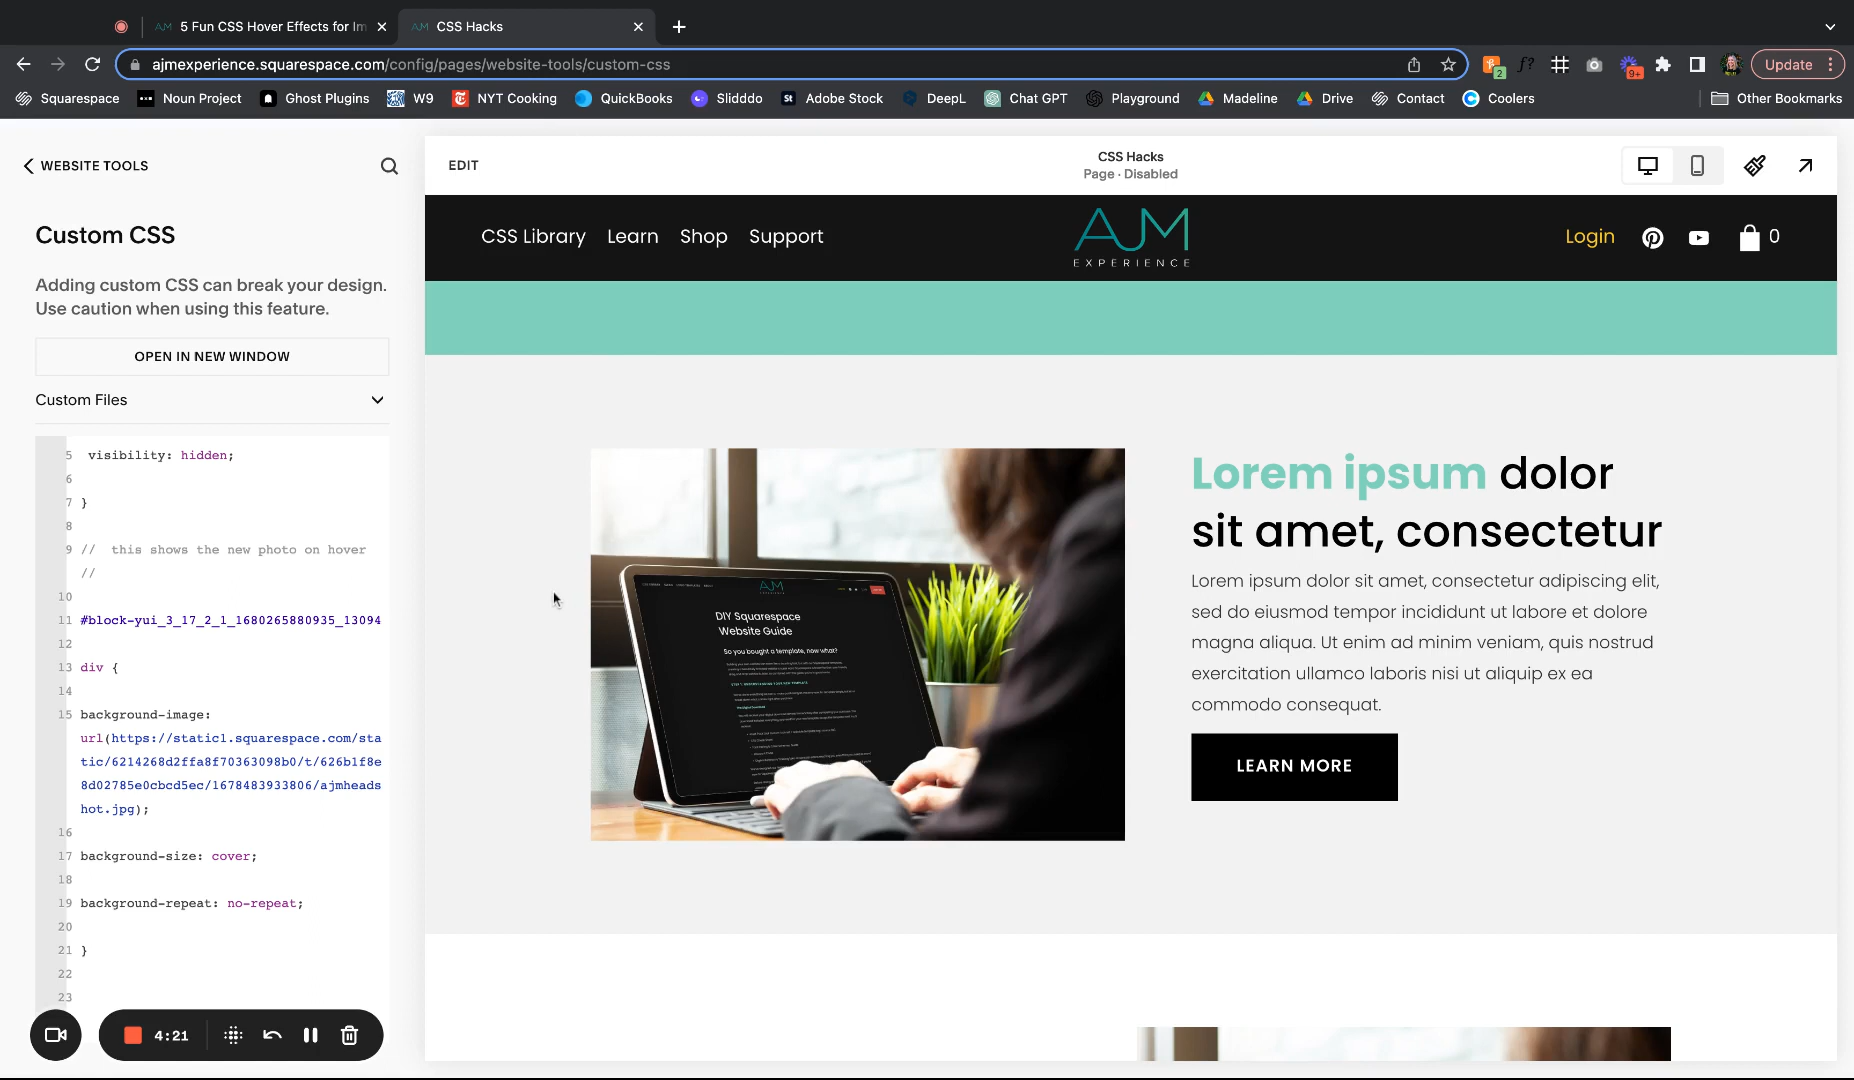 5 Fun CSS Hover Effects for Im
CSS Hacks
ajmexperience.squarespace.com/config/pages/website-tools/custom-css
2
f?
9+
Update
Squarespace
Noun Project
Ghost Plugins
W9
NYT Cooking
QuickBooks
Slidddo
St Adobe Stock
DeepL
Chat GPT
Playground
Madeline
Drive
Contact
Coolers
Other Bookmarks
WEBSITE TOOLS
Custom CSS
Adding custom CSS can break your design.
Use caution when using this feature.
OPEN IN NEW WINDOW
Custom Files
5 visibility: hidden;
6
7 }
8
9 // this shows the new photo on hover
//
10
11 #block-yui_3_17_2_1_1680265880935_13094
12
13 div {
14
15 background-image:
url(https://static1.squarespace.com/sta
tic/6214268d2ffa8f70363098b0/t/626b1f8e
8d02785e0cbcd5ec/1678483933806/ajmheads
hot.jpg);
16
17 background-size: cover;
18
19 background-repeat: no-repeat;
20
21 }
22
23
4:21
EDIT
CSS Hacks
Page · Disabled
CSS Library
Learn
Shop
Support
AJM
EXPERIENCE
Login
0
DIY Squarespace
Website Guide
So you bought a template, now what?
Lorem ipsum dolor
sit amet, consectetur
Lorem ipsum dolor sit amet, consectetur adipiscing elit,
sed do eiusmod tempor incididunt ut labore et dolore
magna aliqua. Ut enim ad minim veniam, quis nostrud
exercitation ullamco laboris nisi ut aliquip ex ea
commodo consequat.
LEARN MORE